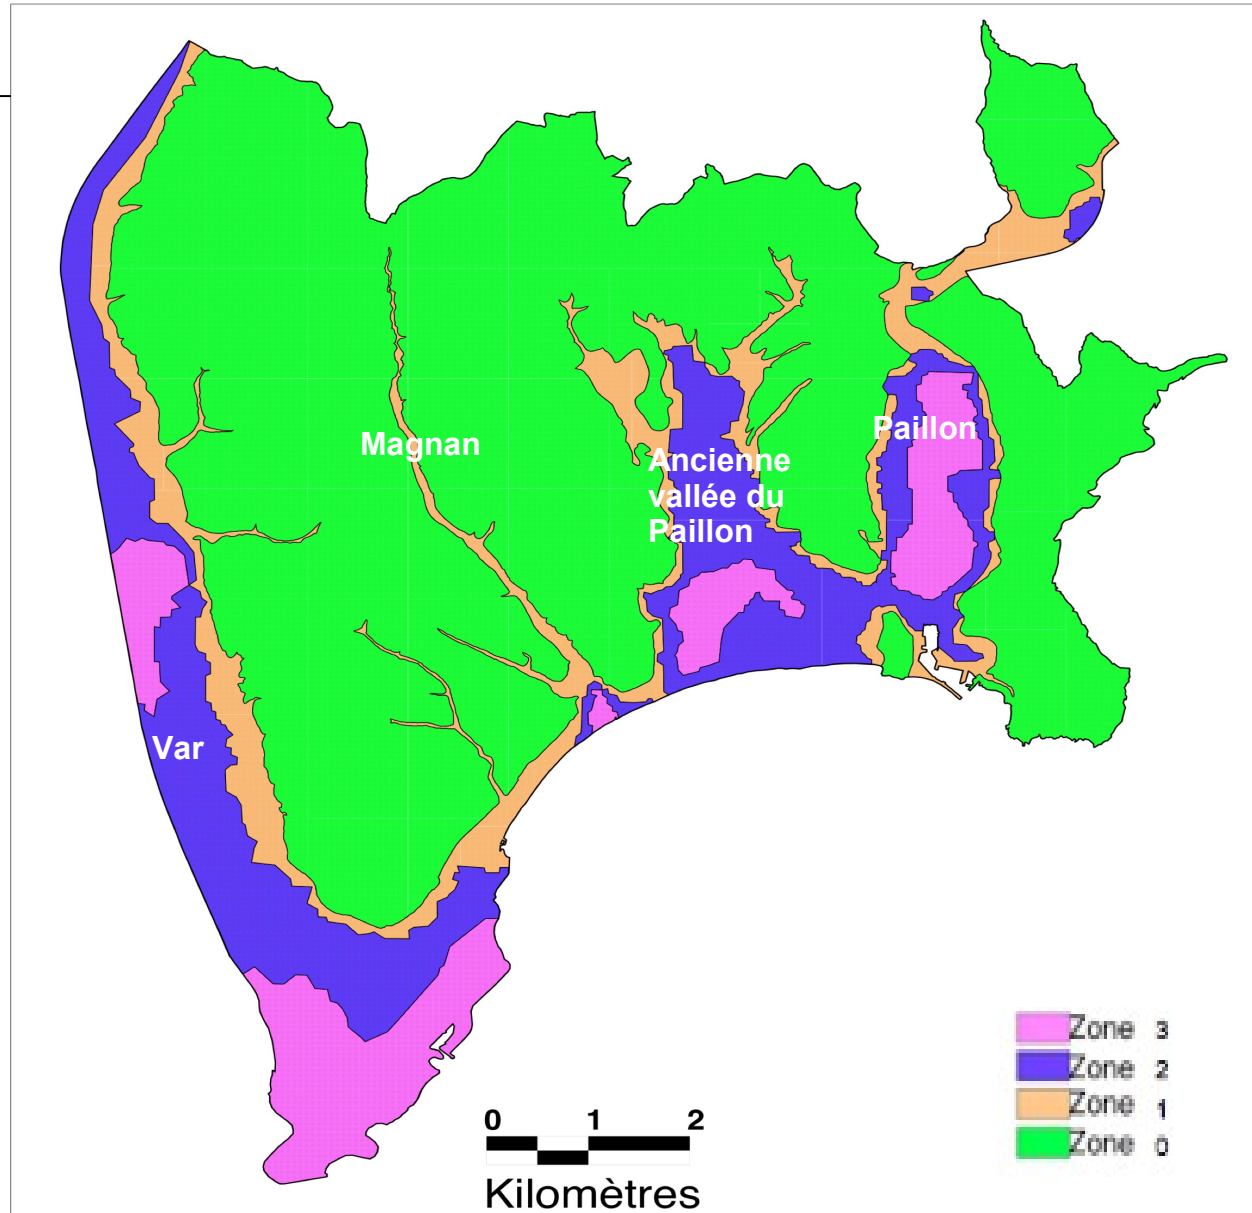 Magnan
Paillon
Ancienne
vallée du
Paillon
Var
Zone 3
Zone 2
Zone 1
Zone 0
0 1 2
Kilomètres